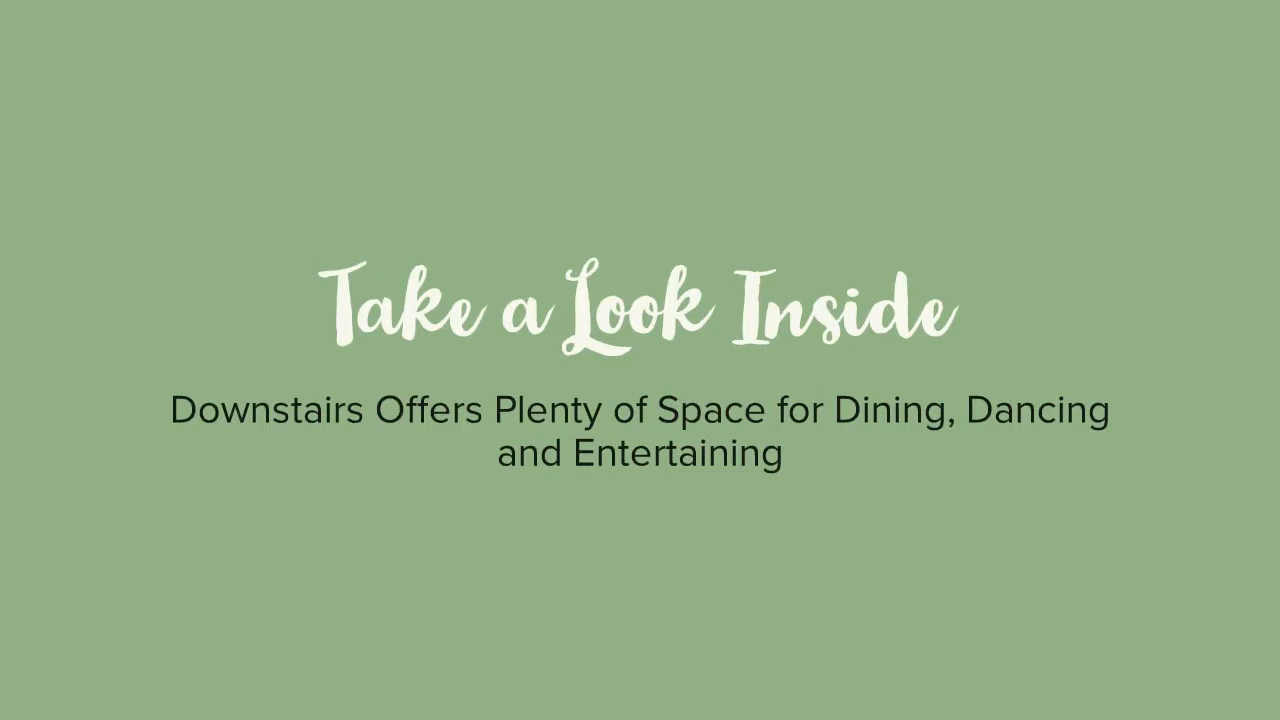 Take a Look Inside
Downstairs Offers Plenty of Space for Dining, Dancing
and Entertaining